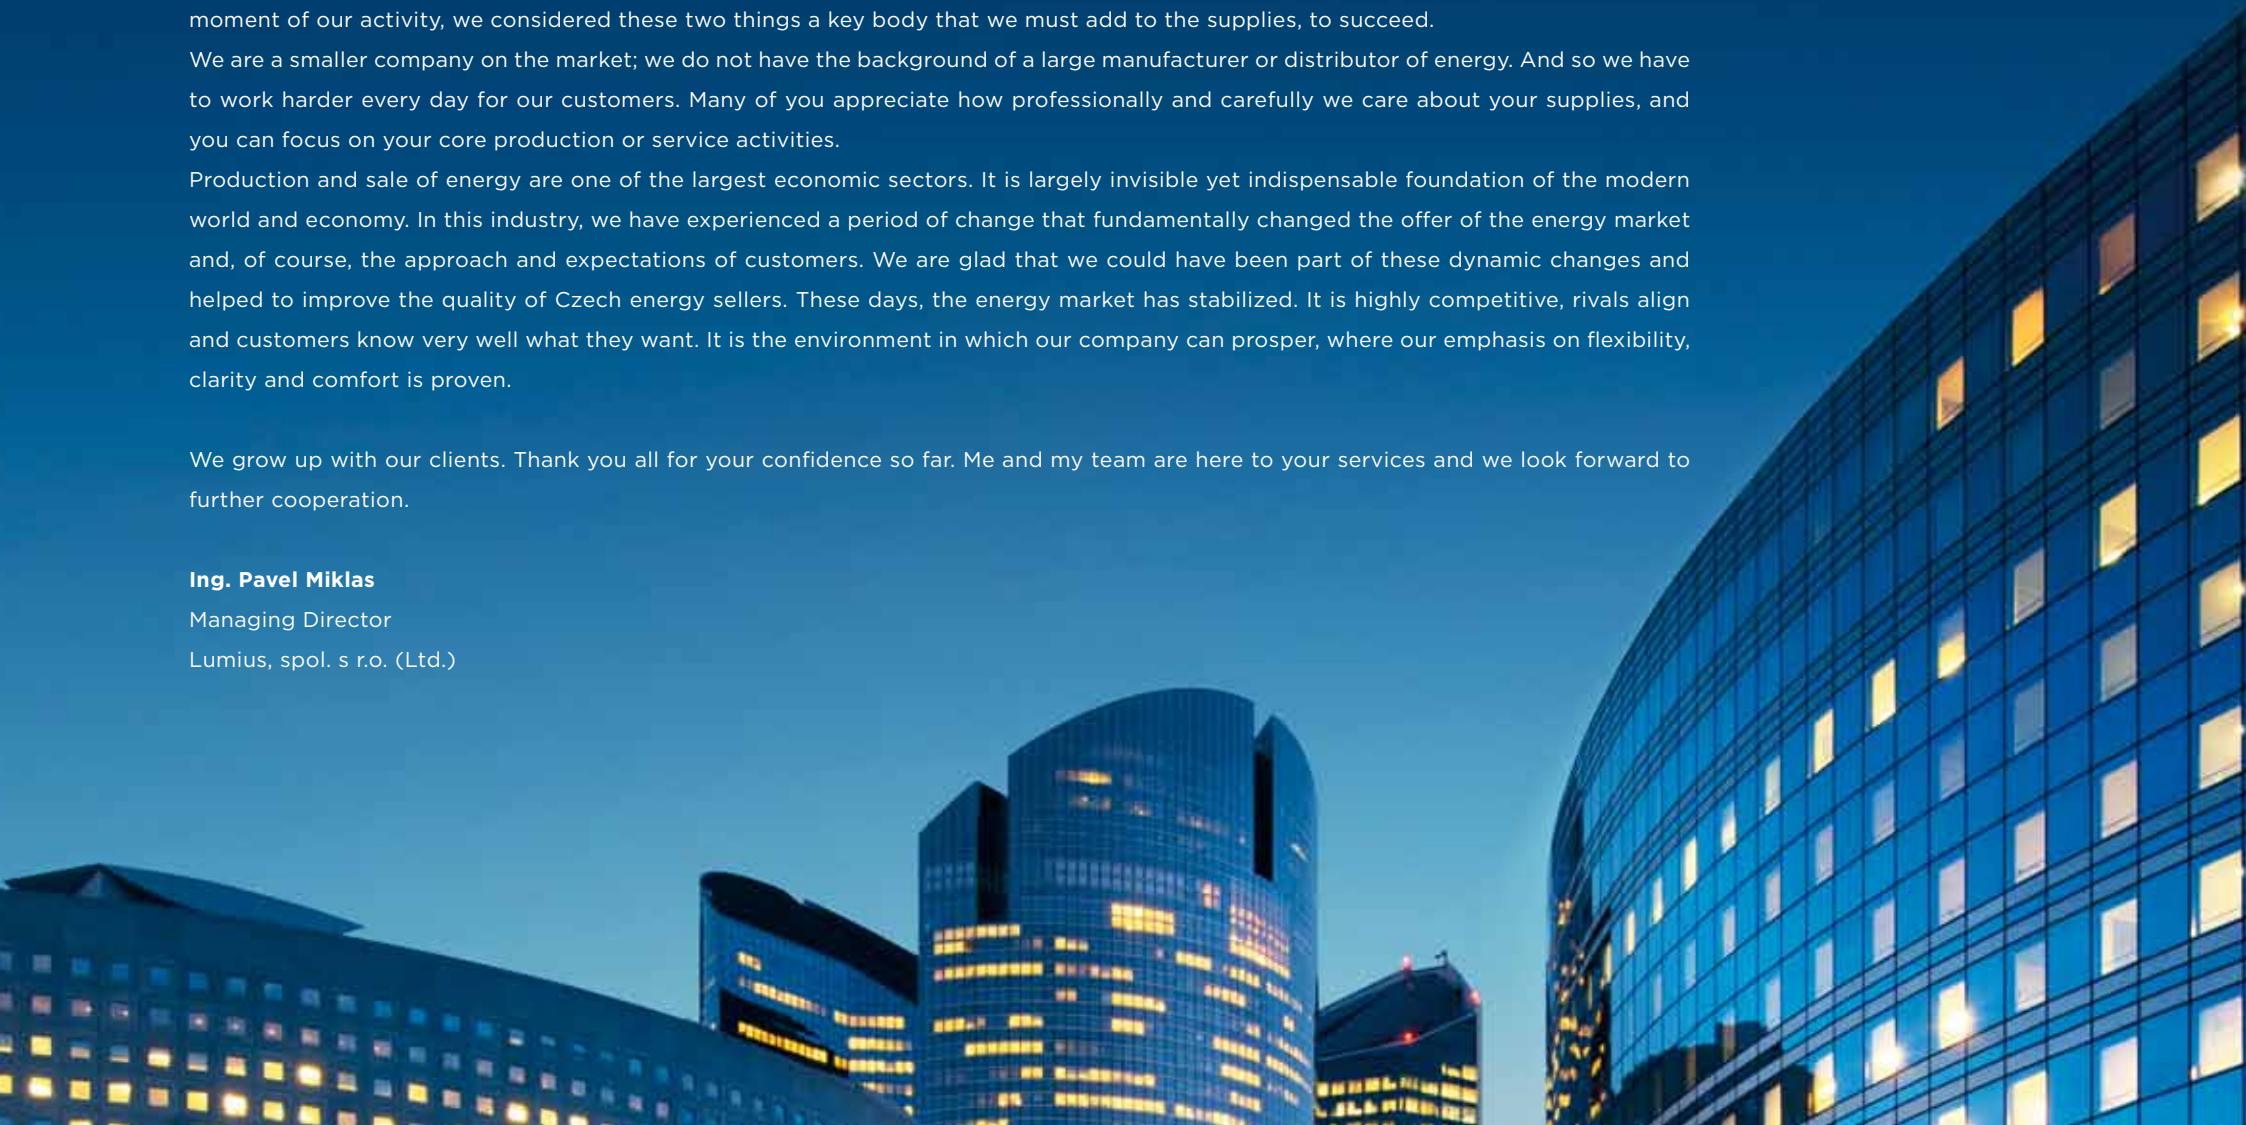 moment of our activity, we considered these two things a key body that we must add to the supplies, to succeed.
We are a smaller company on the market; we do not have the background of a large manufacturer or distributor of energy. And so we have
to work harder every day for our customers. Many of you appreciate how professionally and carefully we care about your supplies, and
you can focus on your core production or service activities.
Production and sale of energy are one of the largest economic sectors. It is largely invisible yet indispensable foundation of the modern
world and economy. In this industry, we have experienced a period of change that fundamentally changed the offer of the energy market
and, of course, the approach and expectations of customers. We are glad that we could have been part of these dynamic changes and
helped to improve the quality of Czech energy sellers. These days, the energy market has stabilized. It is highly competitive, rivals align
and customers know very well what they want. It is the environment in which our company can prosper, where our emphasis on flexibility,
clarity and comfort is proven.
We grow up with our clients. Thank you all for your confidence so far. Me and my team are here to your services and we look forward to
further cooperation.
Ing. Pavel Miklas
Managing Director
Lumius, spol. s r.o. (Ltd.)